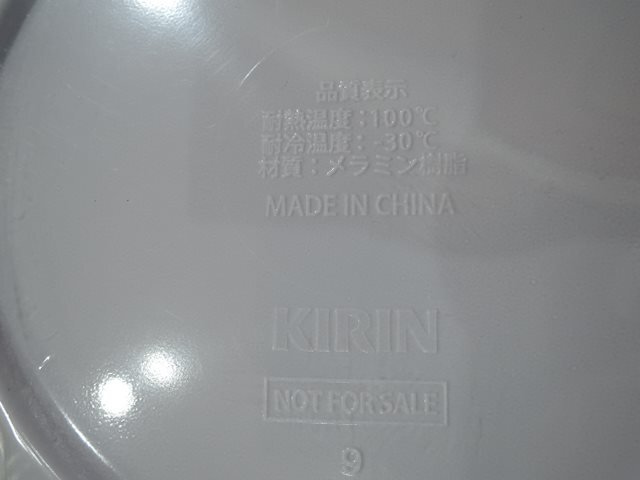 品質表示
耐熱温度：100℃
耐冷温度：-30℃
材質：メラミン樹脂
MADE IN CHINA
KIRIN
NOT FOR SALE
9